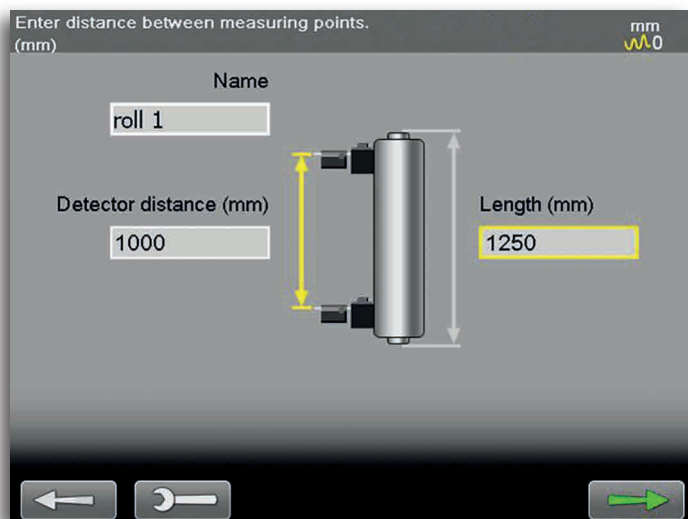 Enter distance between measuring points.
(mm)
mm
0
Name
roll 1
Detector distance (mm)
1000
Length (mm)
1250